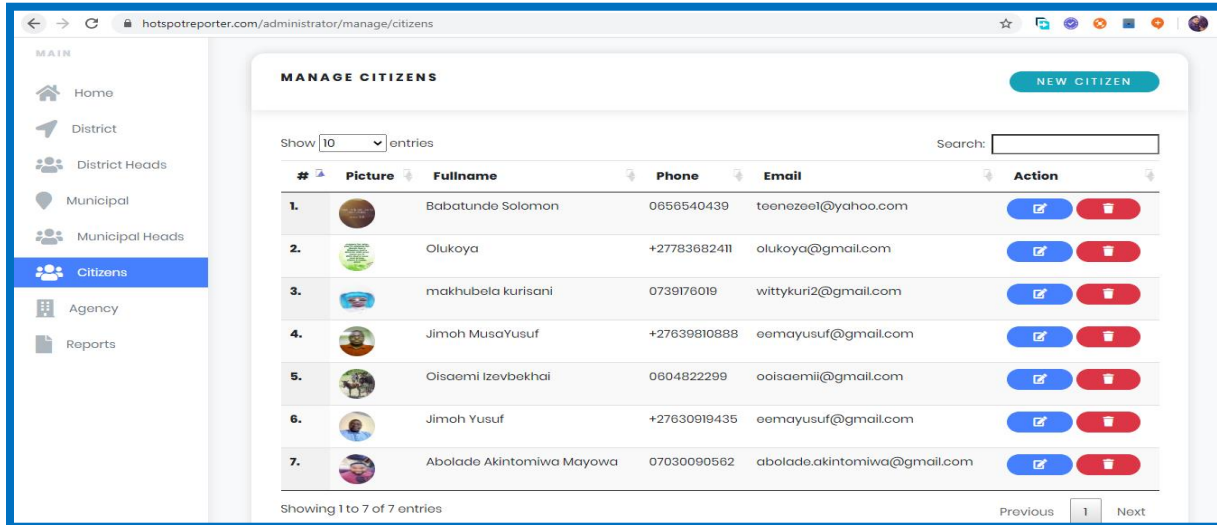 hotspotreporter.com/administrator/manage/citizens
MAIN
Home
District
District Heads
Municipal
Municipal Heads
Citizens
Agency
Reports
MANAGE CITIZENS
NEW CITIZEN
Show 10 entries
Search:
# Picture Fullname Phone Email Action
1. Babatunde Solomon 0656540439 teenezee1@yahoo.com
2. Olukoya +27783682411 olukoya@gmail.com
3. makhubela kurisani 0739176019 wittykuri2@gmail.com
4. Jimoh MusaYusuf +27639810888 eemayusuf@gmail.com
5. Oisaemi Izevbekhai 0604822299 ooisaemii@gmail.com
6. Jimoh Yusuf +27630919435 eemayusuf@gmail.com
7. Abolade Akintomiwa Mayowa 07030090562 abolade.akintomiwa@gmail.com
Showing 1 to 7 of 7 entries
Previous 1 Next